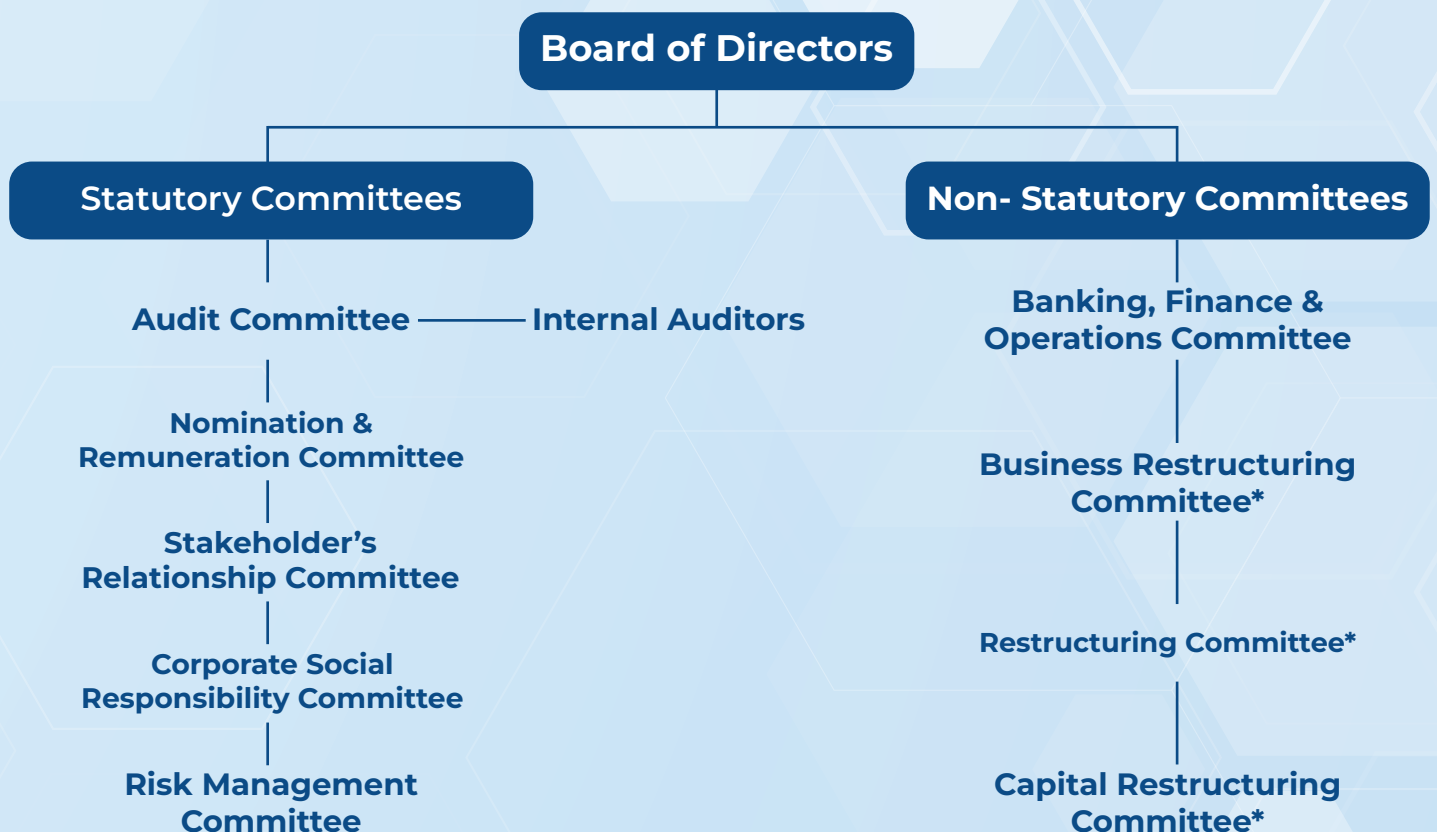 Board of Directors
Statutory Committees
Non- Statutory Committees
Audit Committee
Internal Auditors
Nomination &
Remuneration Committee
Stakeholder’s
Relationship Committee
Corporate Social
Responsibility Committee
Risk Management
Committee
Banking, Finance &
Operations Committee
Business Restructuring
Committee*
Restructuring Committee*
Capital Restructuring
Committee*